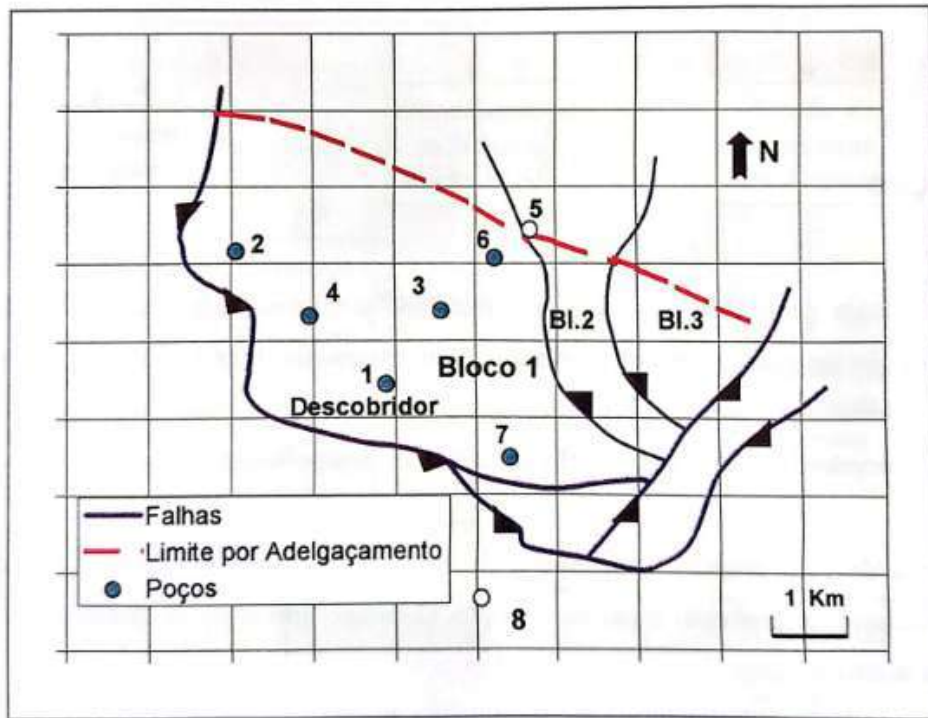 N
5
2
6
3
4
Bl.2
Bl.3
Bloco 1
1
Descobridor
7
Falhas
Limite por Adelgaçamento
Poços
8
1 Km